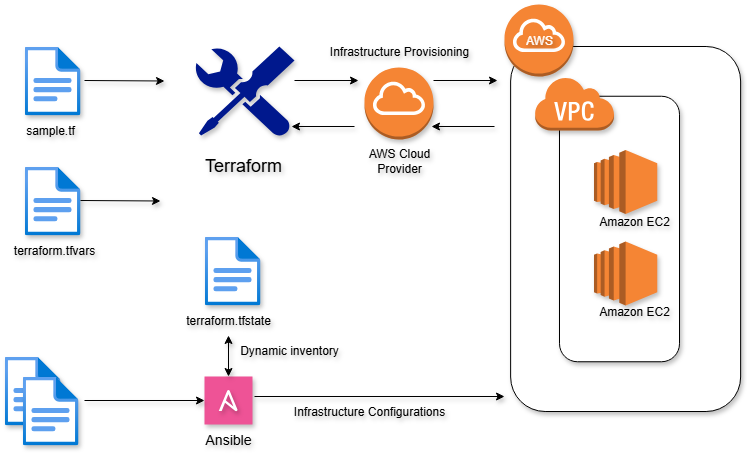 AWS
Infrastructure Provisioning
sample.tf
Terraform
AWS Cloud
Provider
VPC
Amazon EC2
terraform.tfvars
Amazon EC2
terraform.tfstate
Dynamic inventory
Infrastructure Configurations
Ansible